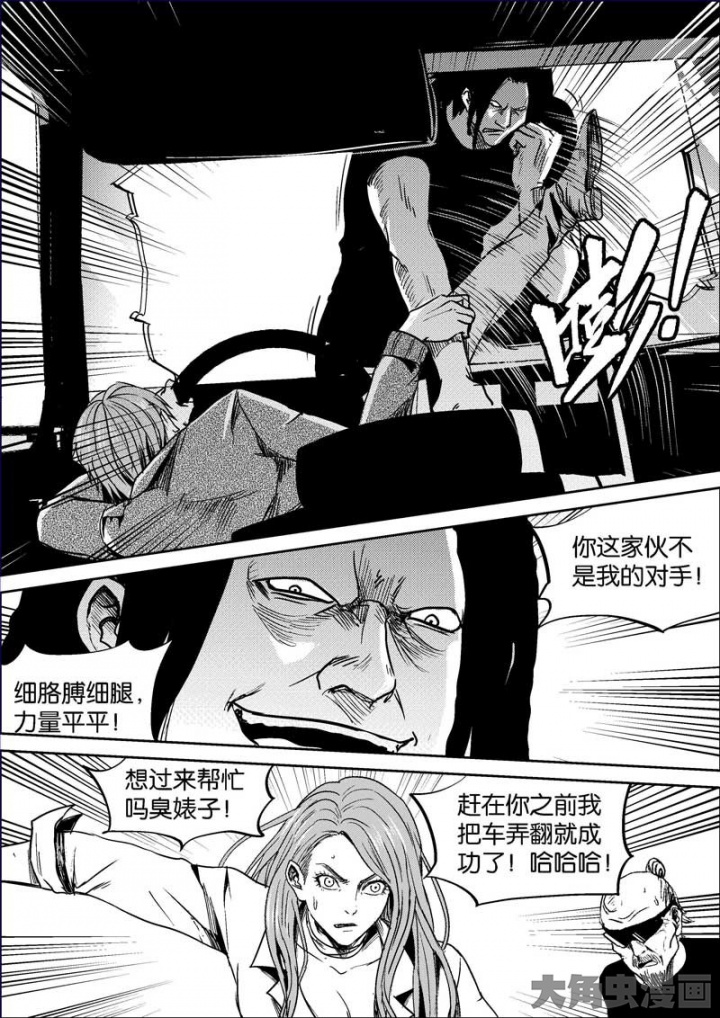 嘭!
你这家伙不
是我的对手！
细胳膊细腿，
力量平平！
想过来帮忙
吗臭婊子！
赶在你之前我
把车弄翻就成
功了！哈哈哈！
大角虫漫画